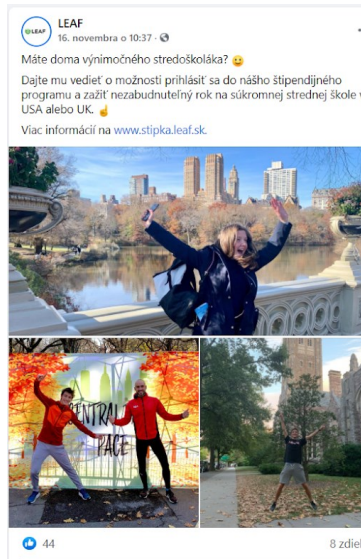 LEAF
LEAF
16. novembra o 10:37 ·
Máte doma výnimočného stredoškoláka?
Dajte mu vedieť o možnosti prihlásiť sa do nášho štipendijného
programu a zažiť nezabudnuteľný rok na súkromnej strednej škole v
USA alebo UK.
Viac informácií na www.stipka.leaf.sk.
44
8 zdieľ